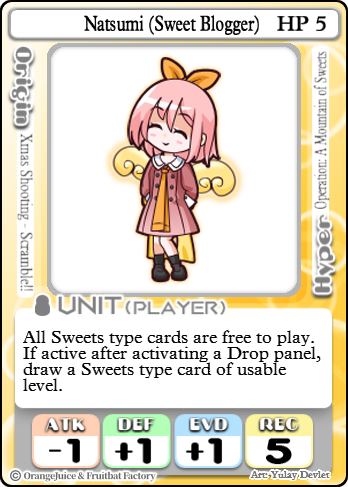 Natsumi (Sweet Blogger) HP 5
Origin Xmas Shooting - Scramble!!
Hyper Operation: A Mountain of Sweets
UNIT (PLAYER)
All Sweets type cards are free to play.
If active after activating a Drop panel,
draw a Sweets type card of usable
level.
ATK DEF EVD REC
-1 +1 +1 5
© OrangeJuice & Fruitbat Factory Art: Yulay Devlet